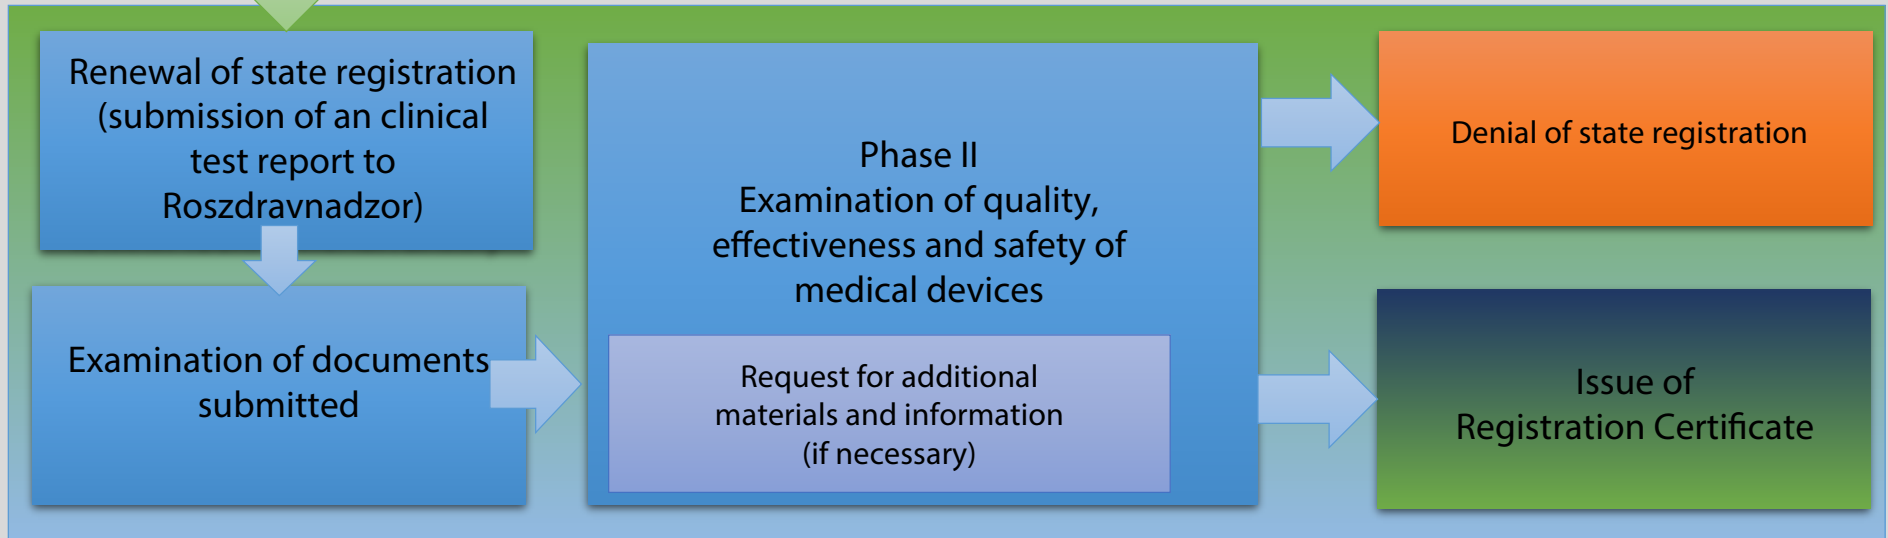 Renewal of state registration
(submission of an clinical
test report to
Roszdravnadzor)
Examination of documents
submitted
Phase II
Examination of quality,
effectiveness and safety of
medical devices
Request for additional
materials and information
(if necessary)
Denial of state registration
Issue of
Registration Certificate